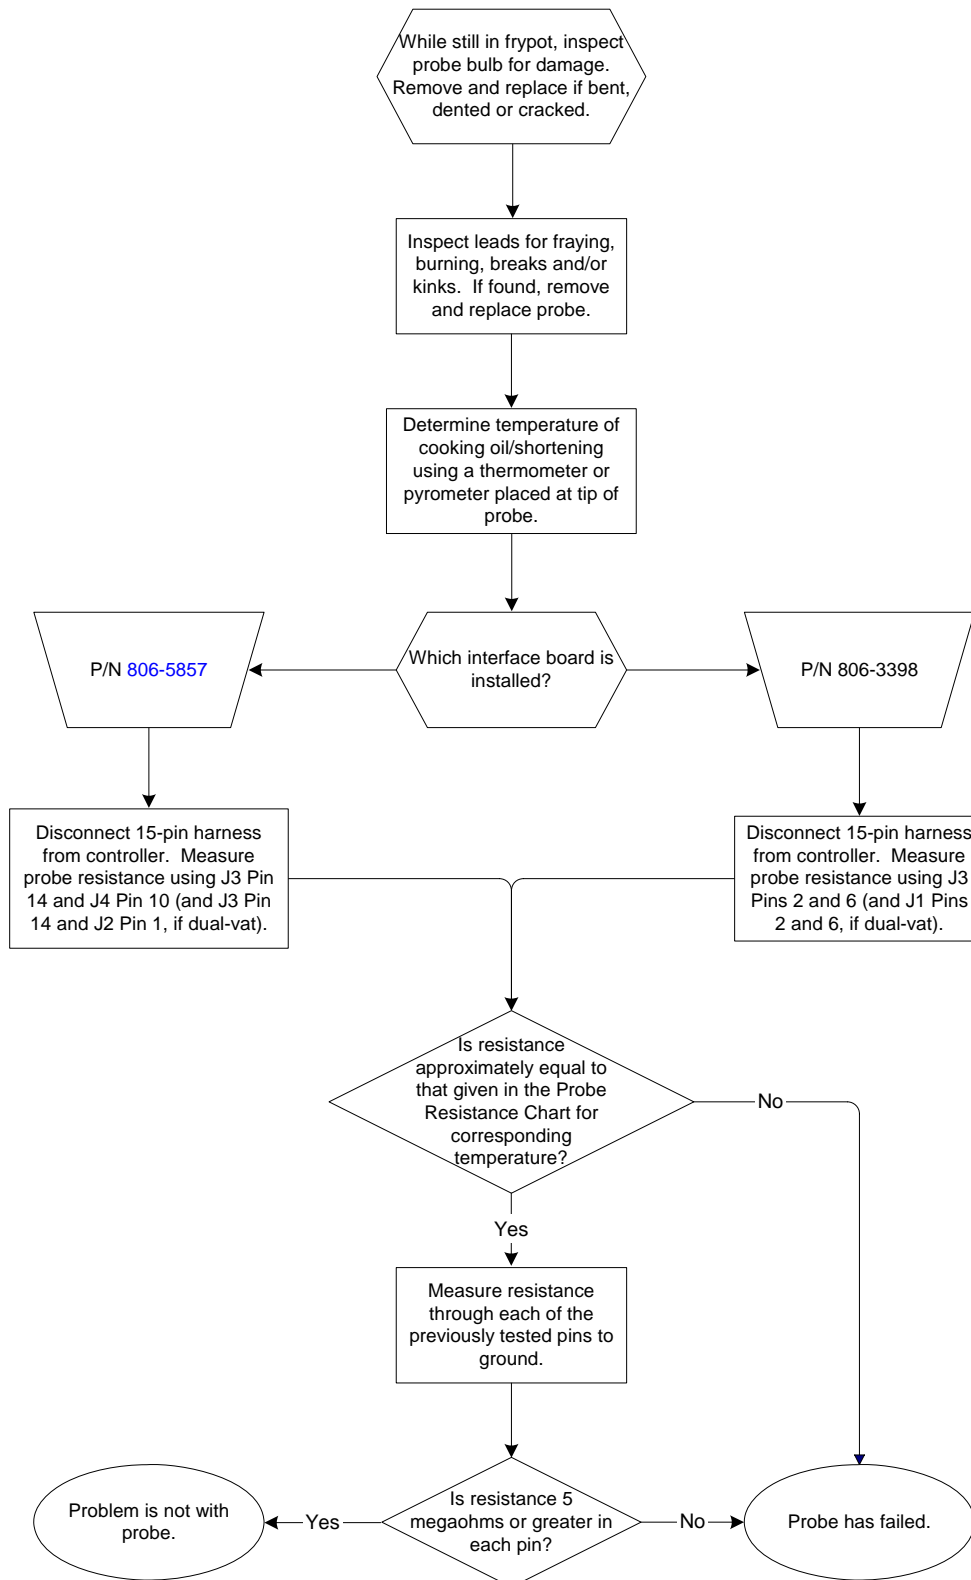 While still in frypot, inspect
probe bulb for damage.
Remove and replace if bent,
dented or cracked.
Inspect leads for fraying,
burning, breaks and/or
kinks.  If found, remove
and replace probe.
Determine temperature of
cooking oil/shortening
using a thermometer or
pyrometer placed at tip of
probe.
P/N 806-5857
Which interface board is
installed?
P/N 806-3398
Disconnect 15-pin harness
from controller.  Measure
probe resistance using J3 Pin
14 and J4 Pin 10 (and J3 Pin
14 and J2 Pin 1, if dual-vat).
Disconnect 15-pin harness
from controller.  Measure
probe resistance using J3
Pins 2 and 6 (and J1 Pins
2 and 6, if dual-vat).
Is resistance
approximately equal to
that given in the Probe
Resistance Chart for
corresponding
temperature?
No
Yes
Measure resistance
through each of the
previously tested pins to
ground.
Problem is not with
probe.
Yes
Is resistance 5
megaohms or greater in
each pin?
No
Probe has failed.